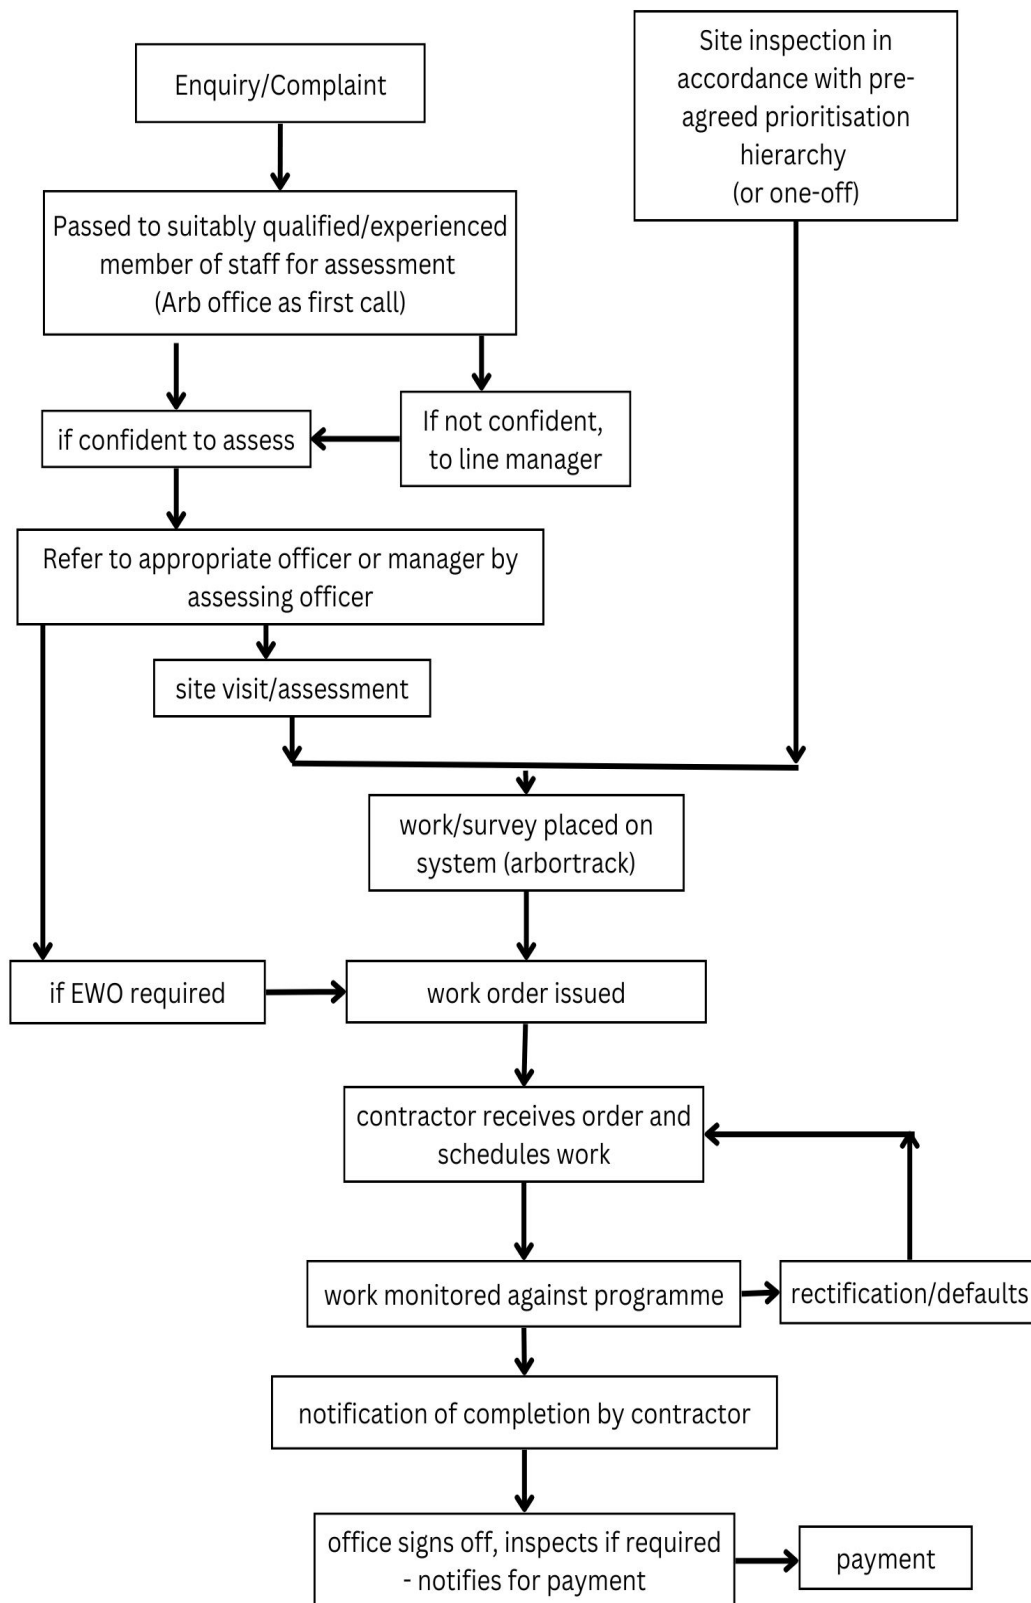 Enquiry/Complaint
Site inspection in
accordance with pre-
agreed prioritisation
hierarchy
(or one-off)
Passed to suitably qualified/experienced
member of staff for assessment
(Arb office as first call)
if confident to assess
If not confident,
to line manager
Refer to appropriate officer or manager by
assessing officer
site visit/assessment
work/survey placed on
system (arbortrack)
if EWO required
work order issued
contractor receives order and
schedules work
work monitored against programme
rectification/defaults
notification of completion by contractor
office signs off, inspects if required
- notifies for payment
payment